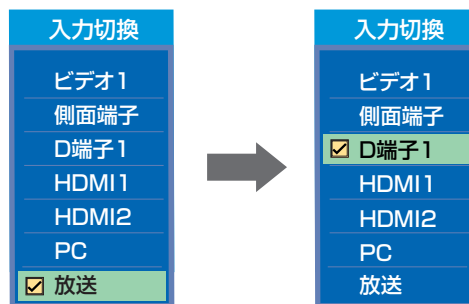 入力切換
ビデオ1
側面端子
D端子1
HDMI1
HDMI2
PC
放送
入力切換
ビデオ1
側面端子
D端子1
HDMI1
HDMI2
PC
放送